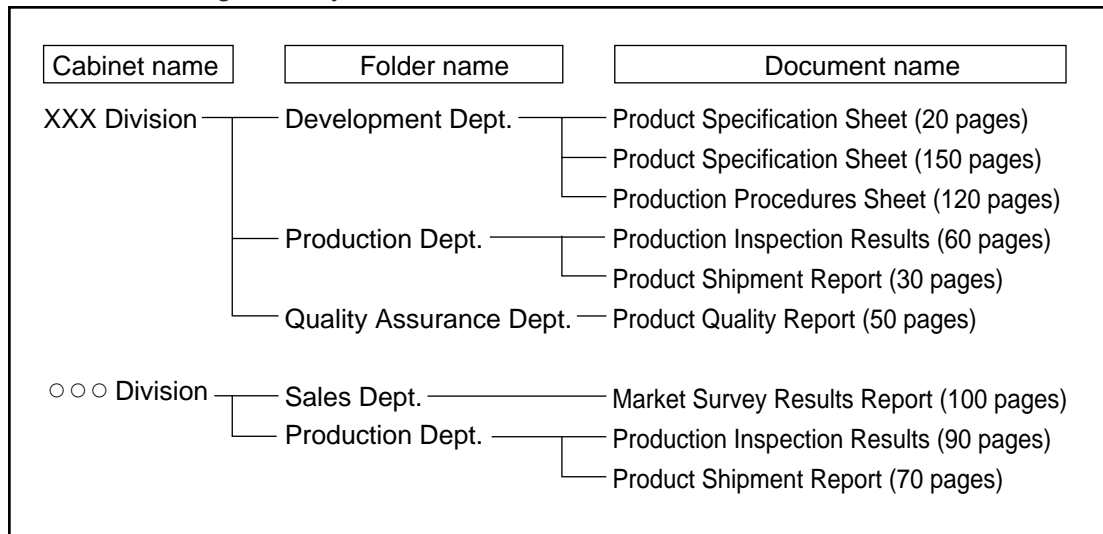 Cabinet name Folder name Document name
XXX Division Development Dept. Product Specification Sheet (20 pages)
Product Specification Sheet (150 pages)
Production Procedures Sheet (120 pages)
Production Dept. Production Inspection Results (60 pages)
Product Shipment Report (30 pages)
Quality Assurance Dept. Product Quality Report (50 pages)
○○○ Division Sales Dept. Market Survey Results Report (100 pages)
Production Dept. Production Inspection Results (90 pages)
Product Shipment Report (70 pages)